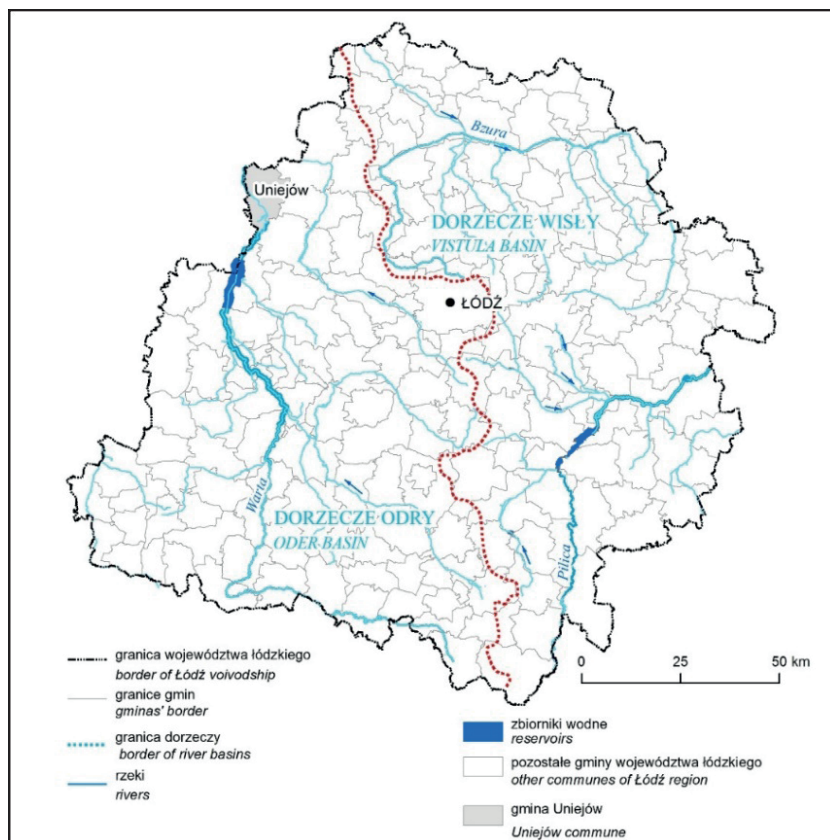 Bzura
Uniejów
DORZECZE WISŁY
VISTULA BASIN
ŁÓDŹ
Warta
DORZECZE ODRY
ODER BASIN
Pilica
granica województwa łódzkiego
border of Łódź voivodship
granice gmin
gminas' border
granica dorzeczy
border of river basins
rzeki
rivers
0 25 50 km
zbiorniki wodne
reservoirs
pozostałe gminy województwa łódzkiego
other communes of Łódź region
gmina Uniejów
Uniejów commune